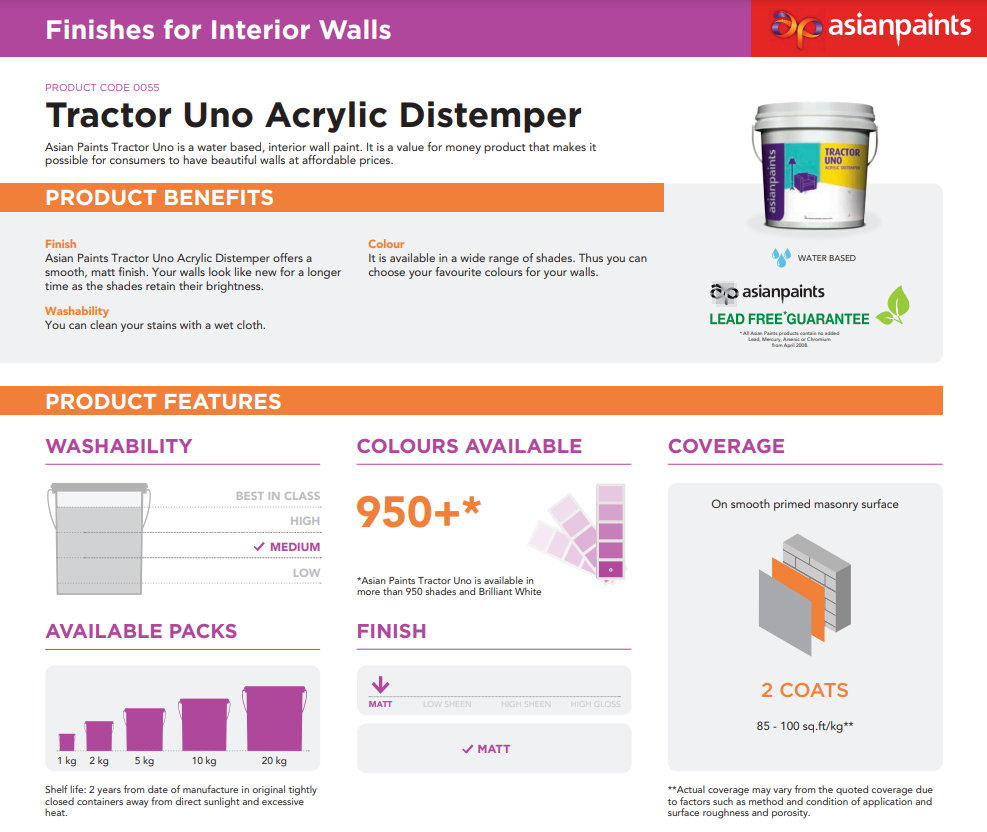 Finishes for Interior Walls
asianpaints
PRODUCT CODE 0055
Tractor Uno Acrylic Distemper
Asian Paints Tractor Uno is a water based, interior wall paint. It is a value for money product that makes it
possible for consumers to have beautiful walls at affordable prices.
asianpaints
TRACTOR
UNO
ACRYLIC DISTEMPER
PRODUCT BENEFITS
Finish
Asian Paints Tractor Uno Acrylic Distemper offers a
smooth, matt finish. Your walls look like new for a longer
time as the shades retain their brightness.
Washability
You can clean your stains with a wet cloth.
Colour
It is available in a wide range of shades. Thus you can
choose your favourite colours for your walls.
WATER BASED
asianpaints
LEAD FREE*GUARANTEE
* All Asian Paints products contain no added
Lead, Mercury, Arsenic or Chromium
from April 2008.
PRODUCT FEATURES
WASHABILITY
BEST IN CLASS
HIGH
✓ MEDIUM
LOW
COLOURS AVAILABLE
950+*
*Asian Paints Tractor Uno is available in
more than 950 shades and Brilliant White
COVERAGE
On smooth primed masonry surface
2 COATS
85 - 100 sq.ft/kg**
**Actual coverage may vary from the quoted coverage due
to factors such as method and condition of application and
surface roughness and porosity.
AVAILABLE PACKS
1 kg 2 kg 5 kg 10 kg 20 kg
Shelf life: 2 years from date of manufacture in original tightly
closed containers away from direct sunlight and excessive
heat.
FINISH
MATT LOW SHEEN HIGH SHEEN HIGH GLOSS
✓ MATT